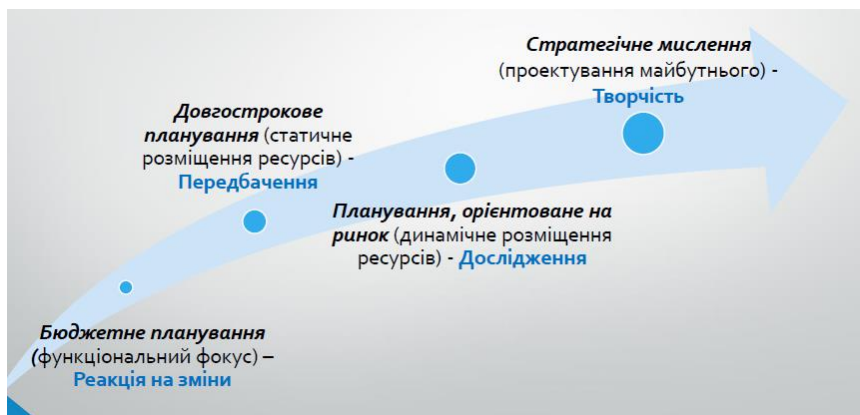 Стратегічне мислення
(проектування майбутнього) -
Творчість
Довгострокове
планування (статичне
розміщення ресурсів) -
Передбачення
Планування, орієнтоване на
ринок (динамічне розміщення
ресурсів) - Дослідження
Бюджетне планування
(функціональний фокус) –
Реакція на зміни